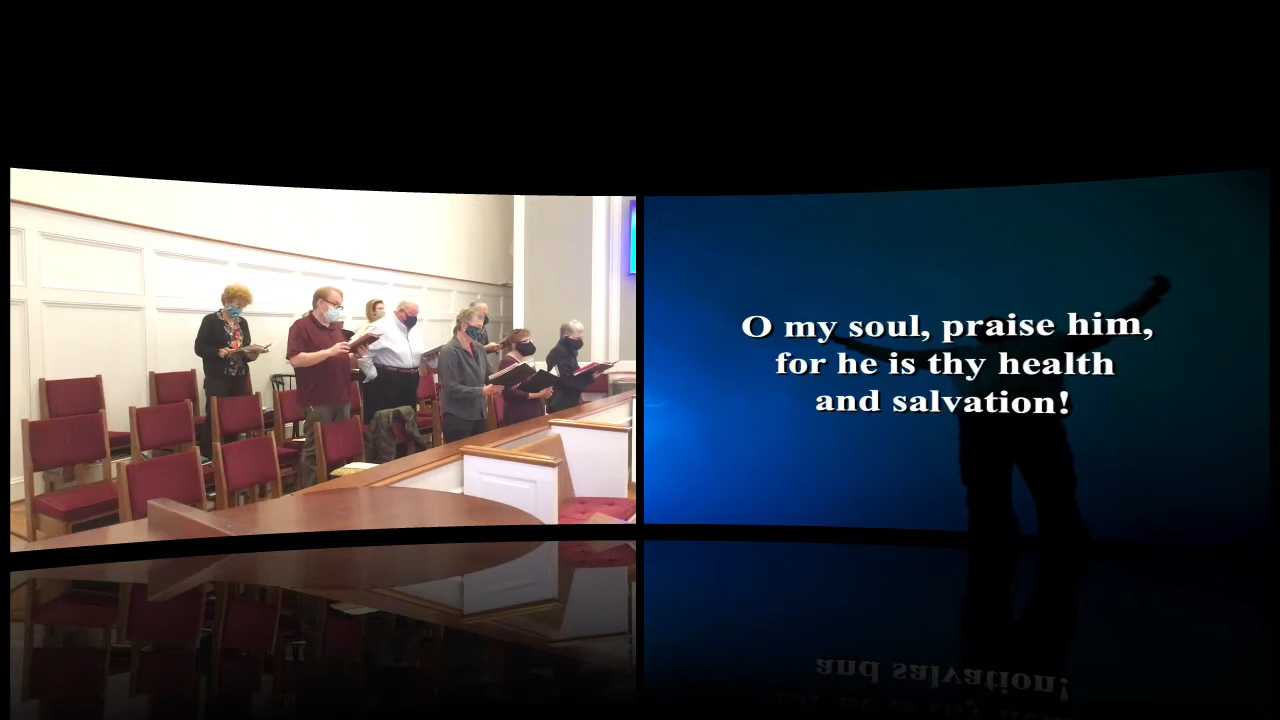 O my soul, praise him,
for he is thy health
and salvation!